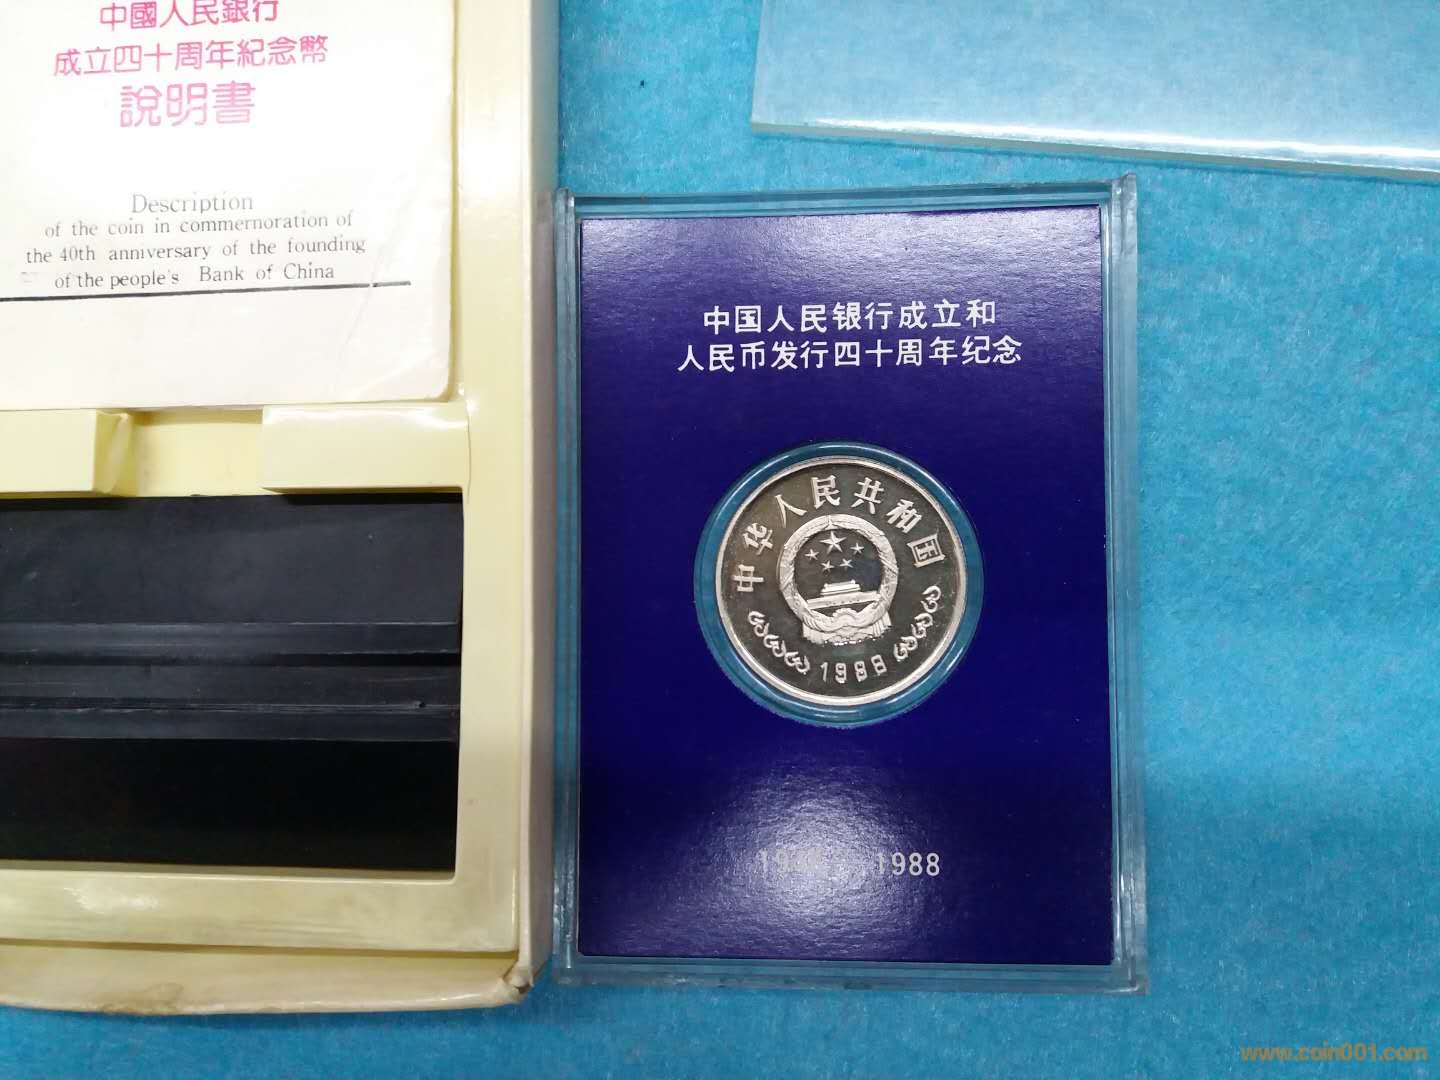 中國人民銀行
成立四十周年紀念幣
說明書
Description
of the coin in commemoration of
the 40th anniversary of the founding
of the people's Bank of China
中国人民银行成立和
人民币发行四十周年纪念
中华人民共和国
1988
1988
www.coin001.com